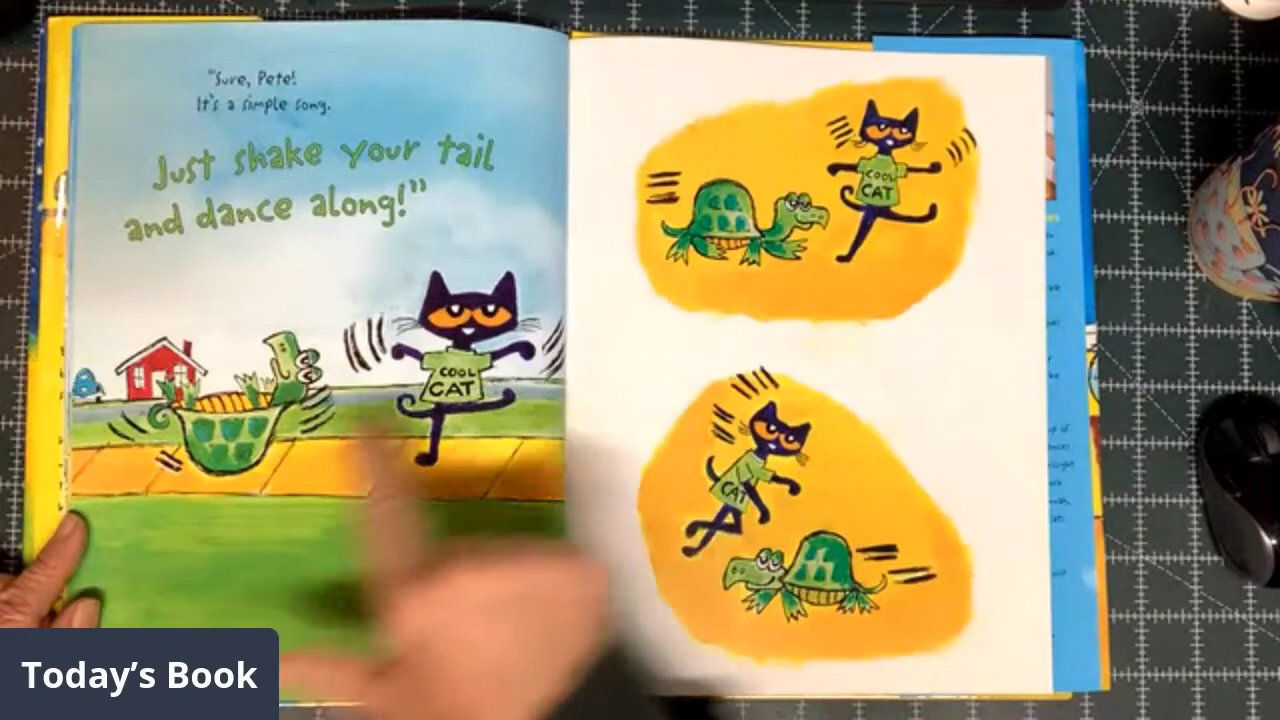 "Sure, Pete!
It's a simple song.
Just shake your tail
and dance along!"
COOL
CAT
COOL
CAT
CAT
Today's Book